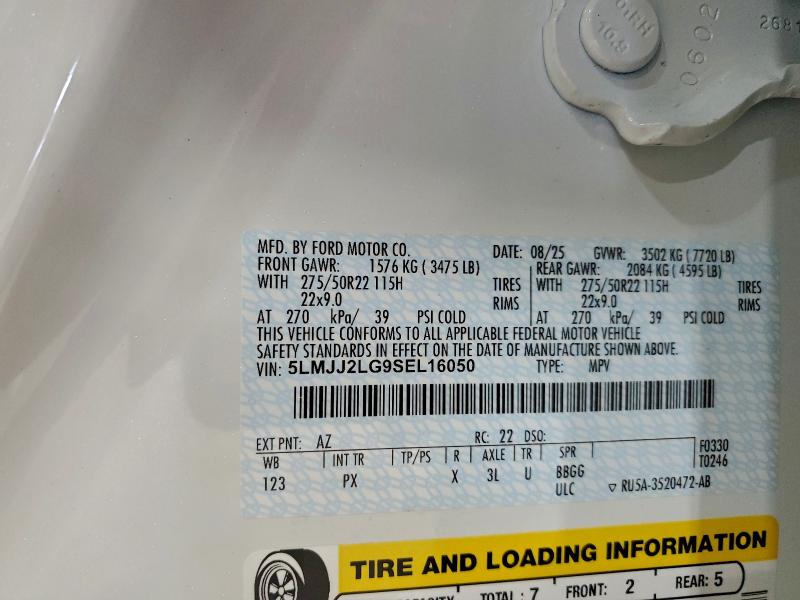 0602
2681
16.8
MFD. BY FORD MOTOR CO. DATE: 08/25 GVWR: 3502 KG ( 7720 LB)
FRONT GAWR: 1576 KG ( 3475 LB) REAR GAWR: 2084 KG ( 4595 LB)
WITH 275/50R22 115H TIRES WITH 275/50R22 115H TIRES
22x9.0 RIMS 22x9.0 RIMS
AT 270 kPa/ 39 PSI COLD AT 270 kPa/ 39 PSI COLD
THIS VEHICLE CONFORMS TO ALL APPLICABLE FEDERAL MOTOR VEHICLE
SAFETY STANDARDS IN EFFECT ON THE DATE OF MANUFACTURE SHOWN ABOVE.
VIN: 5LMJJ2LG9SEL16050 TYPE: MPV
EXT PNT: AZ RC: 22 DSO: F0330
WB INT TR TP/PS R AXLE TR SPR T0246
123 PX X 3L U BBGG
ULC ▽ RU5A-3520472-AB
TIRE AND LOADING INFORMATION
TOTAL : 7 FRONT: 2 REAR: 5